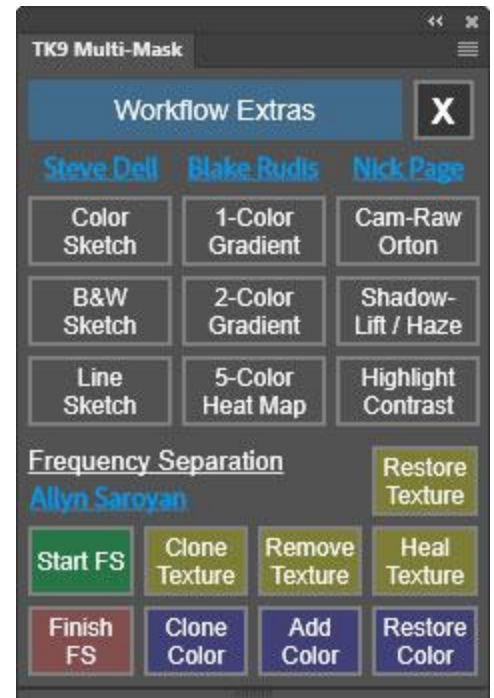 TK9 Multi-Mask
Workflow Extras X
Steve Dell Blake Rudis Nick Page
Color Sketch 1-Color Gradient Cam-Raw Orton
B&W Sketch 2-Color Gradient Shadow-Lift / Haze
Line Sketch 5-Color Heat Map Highlight Contrast
Frequency Separation
Allyn Saroyan
Restore Texture
Start FS Clone Texture Remove Texture Heal Texture
Finish FS Clone Color Add Color Restore Color